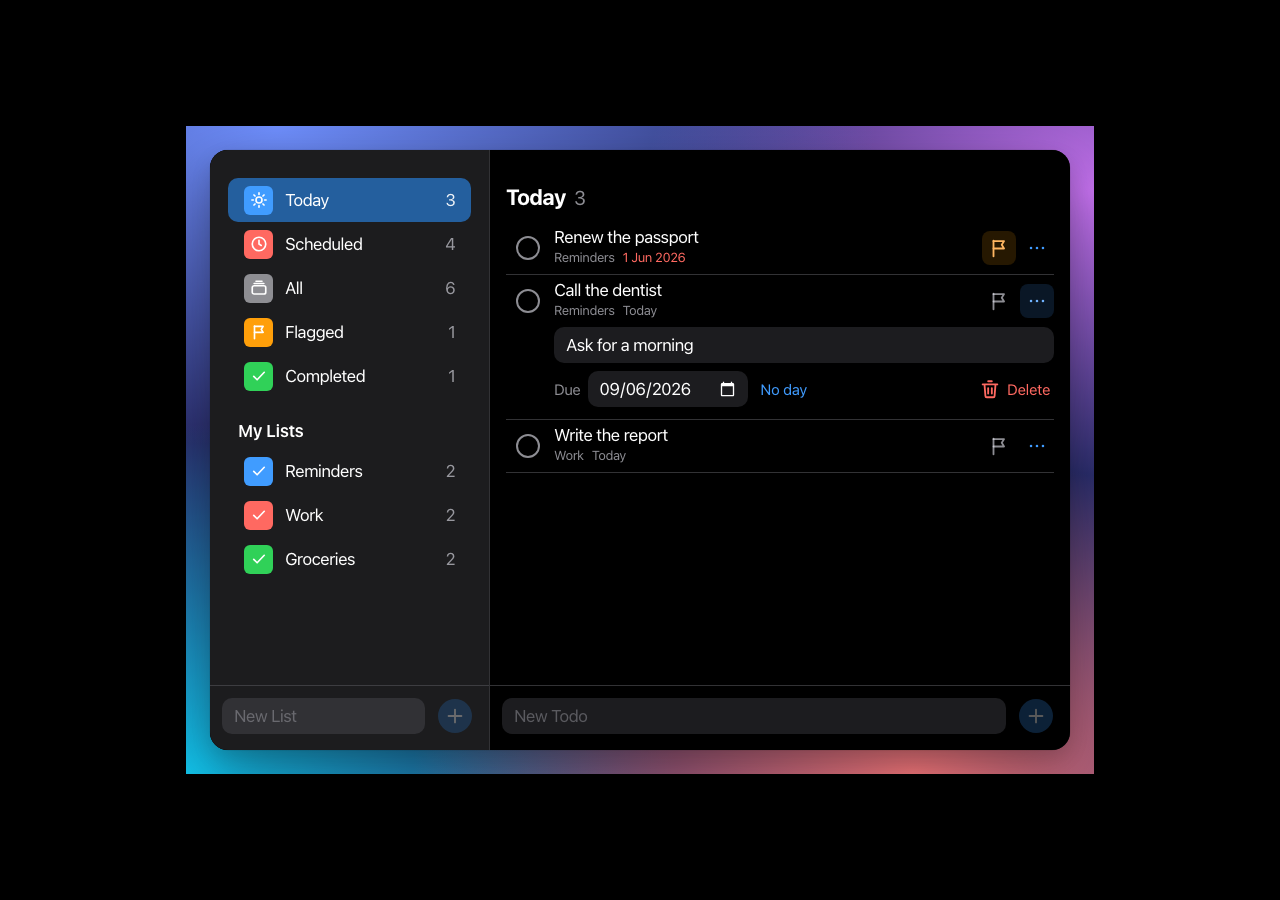 Today 3
Scheduled 4
All 6
Flagged 1
Completed 1
My Lists
Reminders 2
Work 2
Groceries 2
New List
Today 3
Renew the passport
Reminders 1 Jun 2026
Call the dentist
Reminders Today
Ask for a morning
Due 09/06/2026 No day Delete
Write the report
Work Today
New Todo